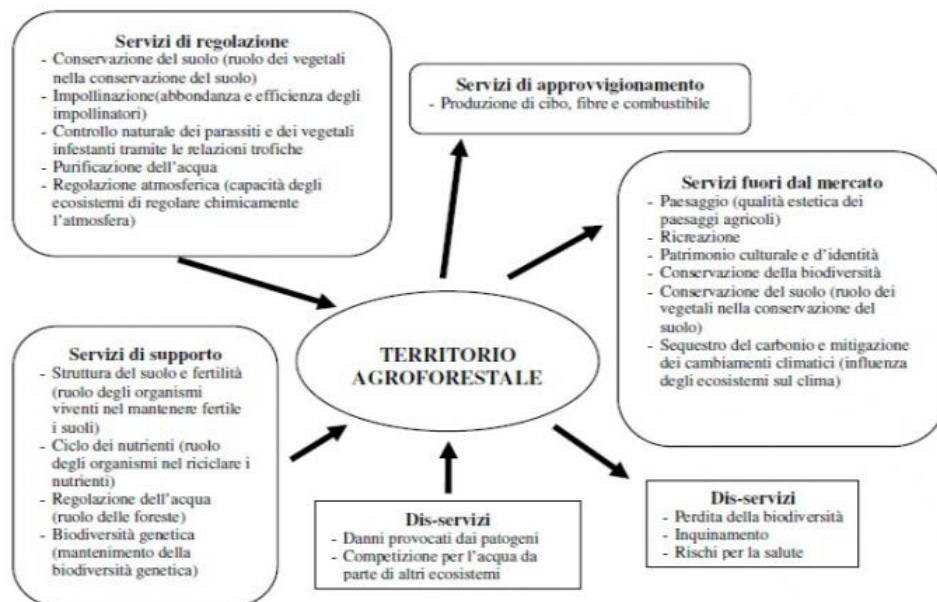 Servizi di regolazione
- Conservazione del suolo (ruolo dei vegetali
nella conservazione del suolo)
- Impollinazione(abbondanza e efficienza degli
impollinatori)
- Controllo naturale dei parassiti e dei vegetali
infestanti tramite le relazioni trofiche
- Purificazione dell'acqua
- Regolazione atmosferica (capacità degli
ecosistemi di regolare chimicamente
l'atmosfera)
Servizi di approvvigionamento
- Produzione di cibo, fibre e combustibile
Servizi fuori dal mercato
- Paesaggio (qualità estetica dei
paesaggi agricoli)
- Ricreazione
- Patrimonio culturale e d'identità
- Conservazione della biodiversità
- Conservazione del suolo (ruolo dei
vegetali nella conservazione del
suolo)
- Sequestro del carbonio e mitigazione
dei cambiamenti climatici (influenza
degli ecosistemi sul clima)
TERRITORIO
AGROFORESTALE
Servizi di supporto
- Struttura del suolo e fertilità
(ruolo degli organismi
viventi nel mantenere fertile
i suoli)
- Ciclo dei nutrienti (ruolo
degli organismi nel riciclare i
nutrienti)
- Regolazione dell'acqua
(ruolo delle foreste)
- Biodiversità genetica
(mantenimento della
biodiversità genetica)
Dis-servizi
- Danni provocati dai patogeni
- Competizione per l'acqua da
parte di altri ecosistemi
Dis-servizi
- Perdita della biodiversità
- Inquinamento
- Rischi per la salute